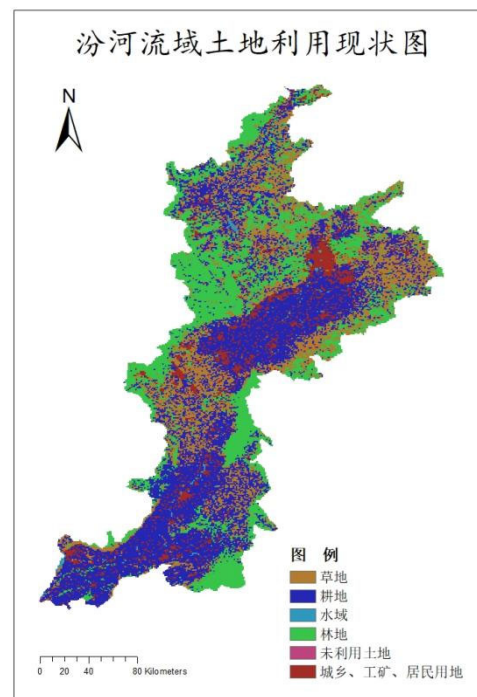 汾河流域土地利用现状图
N
图 例
草地
耕地
水域
林地
未利用土地
城乡、工矿、居民用地
0 20 40 80 Kilometers